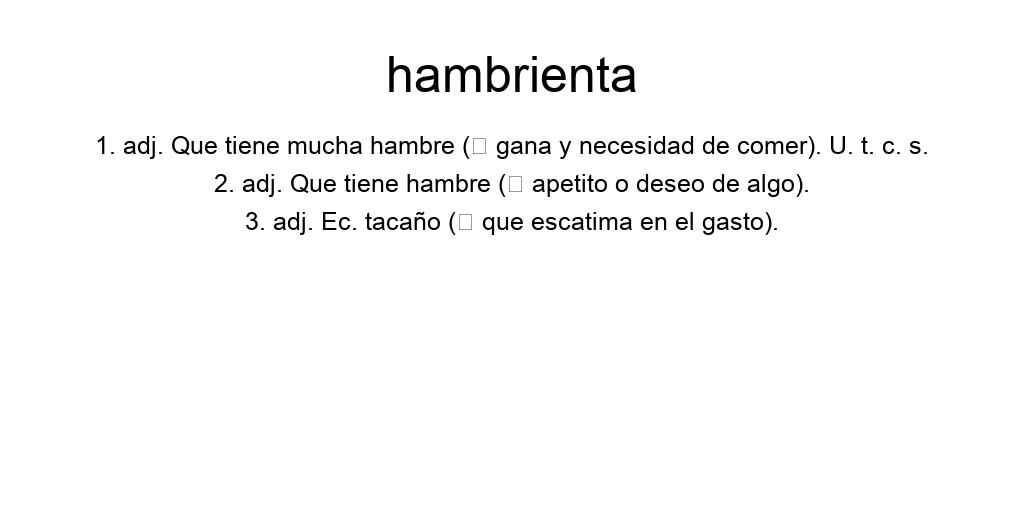 hambrienta
1. adj. Que tiene mucha hambre (□ gana y necesidad de comer). U. t. c. s.
2. adj. Que tiene hambre (□ apetito o deseo de algo).
3. adj. Ec. tacaño (□ que escatima en el gasto).